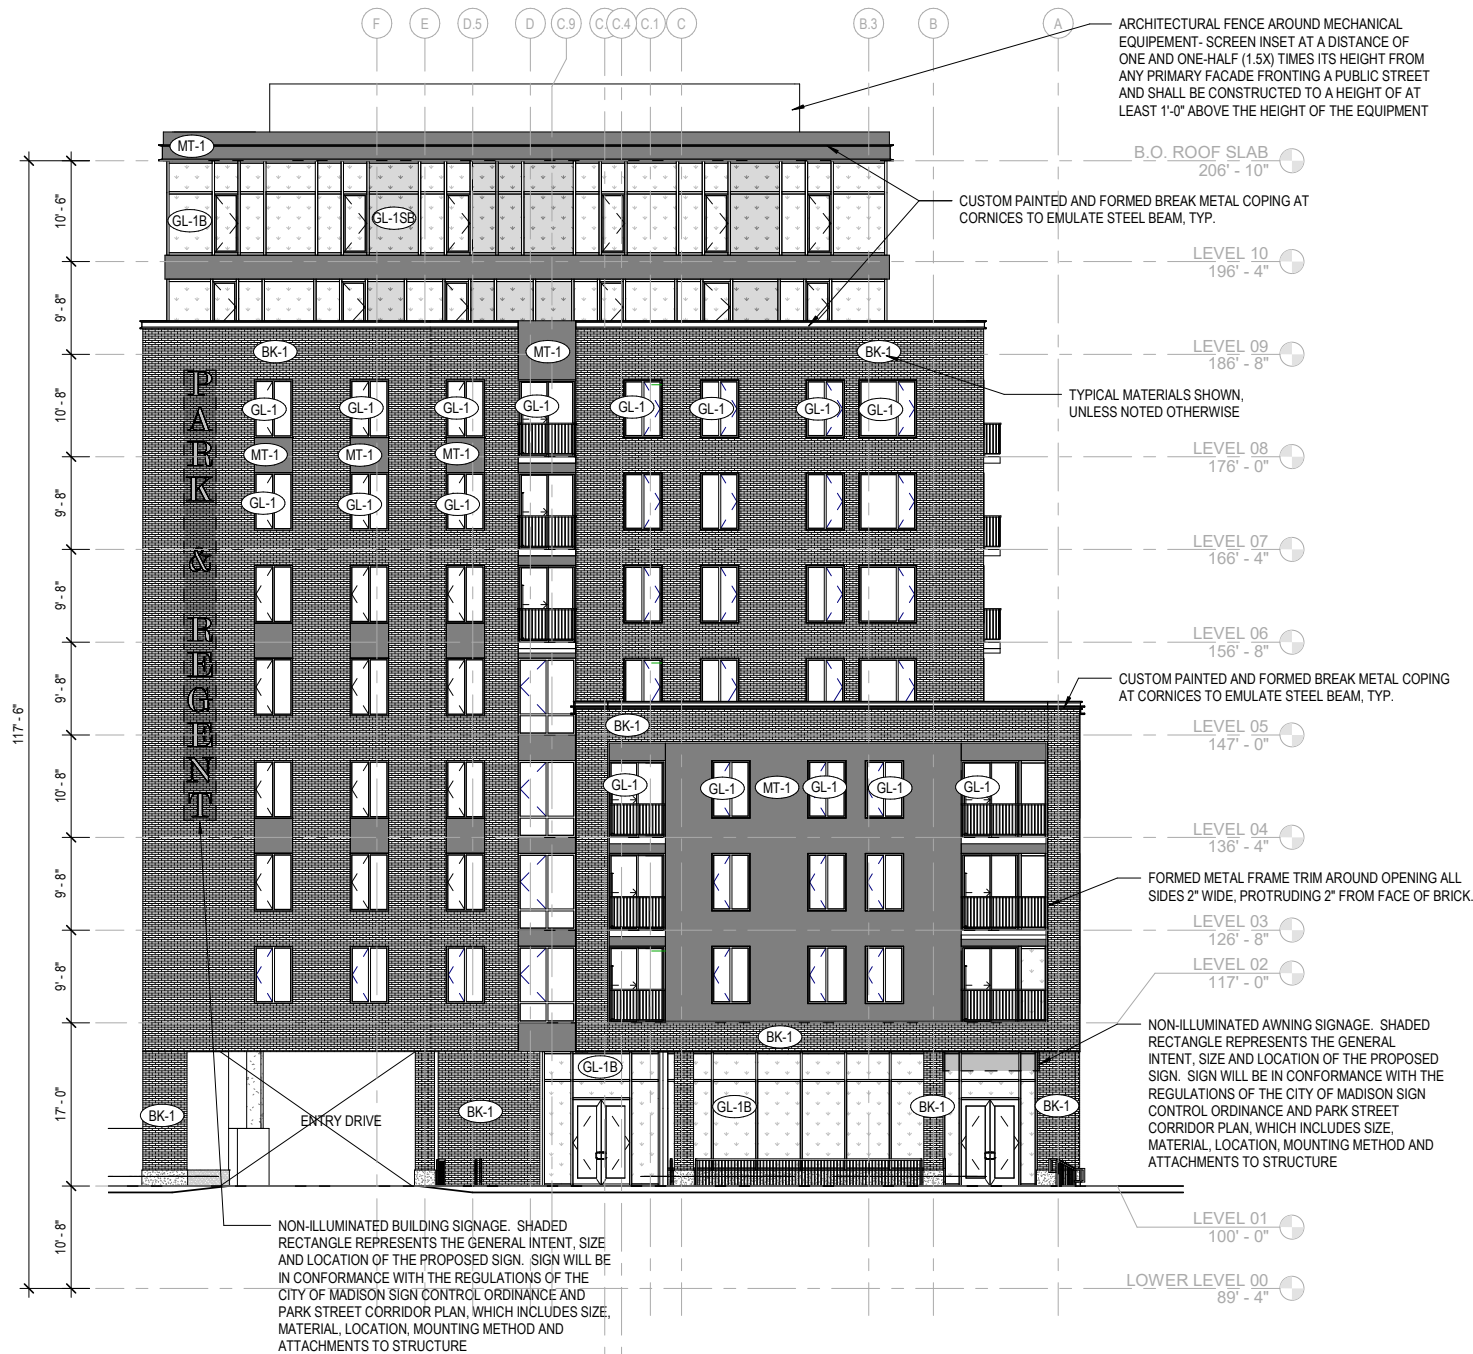 F E D.5 D C.9 C. C.4 C.1 C B.3 B A
ARCHITECTURAL FENCE AROUND MECHANICAL
EQUIPEMENT- SCREEN INSET AT A DISTANCE OF
ONE AND ONE-HALF (1.5X) TIMES ITS HEIGHT FROM
ANY PRIMARY FACADE FRONTING A PUBLIC STREET
AND SHALL BE CONSTRUCTED TO A HEIGHT OF AT
LEAST 1'-0" ABOVE THE HEIGHT OF THE EQUIPMENT
MT-1
B.O. ROOF SLAB
206' - 10"
CUSTOM PAINTED AND FORMED BREAK METAL COPING AT
CORNICES TO EMULATE STEEL BEAM, TYP.
10' - 6"
GL-1B GL-1SB
LEVEL 10
196' - 4"
9' - 8"
BK-1 MT-1 BK-1
LEVEL 09
186' - 8"
TYPICAL MATERIALS SHOWN,
UNLESS NOTED OTHERWISE
10' - 8"
GL-1 GL-1 GL-1 GL-1 GL-1 GL-1 GL-1 GL-1
MT-1 MT-1 MT-1
LEVEL 08
176' - 0"
9' - 8"
GL-1 GL-1 GL-1
LEVEL 07
166' - 4"
9' - 8"
LEVEL 06
156' - 8"
9' - 8"
PARK & REGENT
CUSTOM PAINTED AND FORMED BREAK METAL COPING
AT CORNICES TO EMULATE STEEL BEAM, TYP.
117' - 6"
BK-1
LEVEL 05
147' - 0"
10' - 8"
GL-1 GL-1 MT-1 GL-1 GL-1 GL-1
LEVEL 04
136' - 4"
9' - 8"
FORMED METAL FRAME TRIM AROUND OPENING ALL
SIDES 2" WIDE, PROTRUDING 2" FROM FACE OF BRICK.
LEVEL 03
126' - 8"
9' - 8"
LEVEL 02
117' - 0"
BK-1
NON-ILLUMINATED AWNING SIGNAGE. SHADED
RECTANGLE REPRESENTS THE GENERAL
INTENT, SIZE AND LOCATION OF THE PROPOSED
SIGN. SIGN WILL BE IN CONFORMANCE WITH THE
REGULATIONS OF THE CITY OF MADISON SIGN
CONTROL ORDINANCE AND PARK STREET
CORRIDOR PLAN, WHICH INCLUDES SIZE,
MATERIAL, LOCATION, MOUNTING METHOD AND
ATTACHMENTS TO STRUCTURE
17' - 0"
GL-1B
BK-1 ENTRY DRIVE BK-1 GL-1B BK-1 BK-1
LEVEL 01
100' - 0"
10' - 8"
LOWER LEVEL 00
89' - 4"
NON-ILLUMINATED BUILDING SIGNAGE. SHADED
RECTANGLE REPRESENTS THE GENERAL INTENT, SIZE
AND LOCATION OF THE PROPOSED SIGN. SIGN WILL BE
IN CONFORMANCE WITH THE REGULATIONS OF THE
CITY OF MADISON SIGN CONTROL ORDINANCE AND
PARK STREET CORRIDOR PLAN, WHICH INCLUDES SIZE,
MATERIAL, LOCATION, MOUNTING METHOD AND
ATTACHMENTS TO STRUCTURE